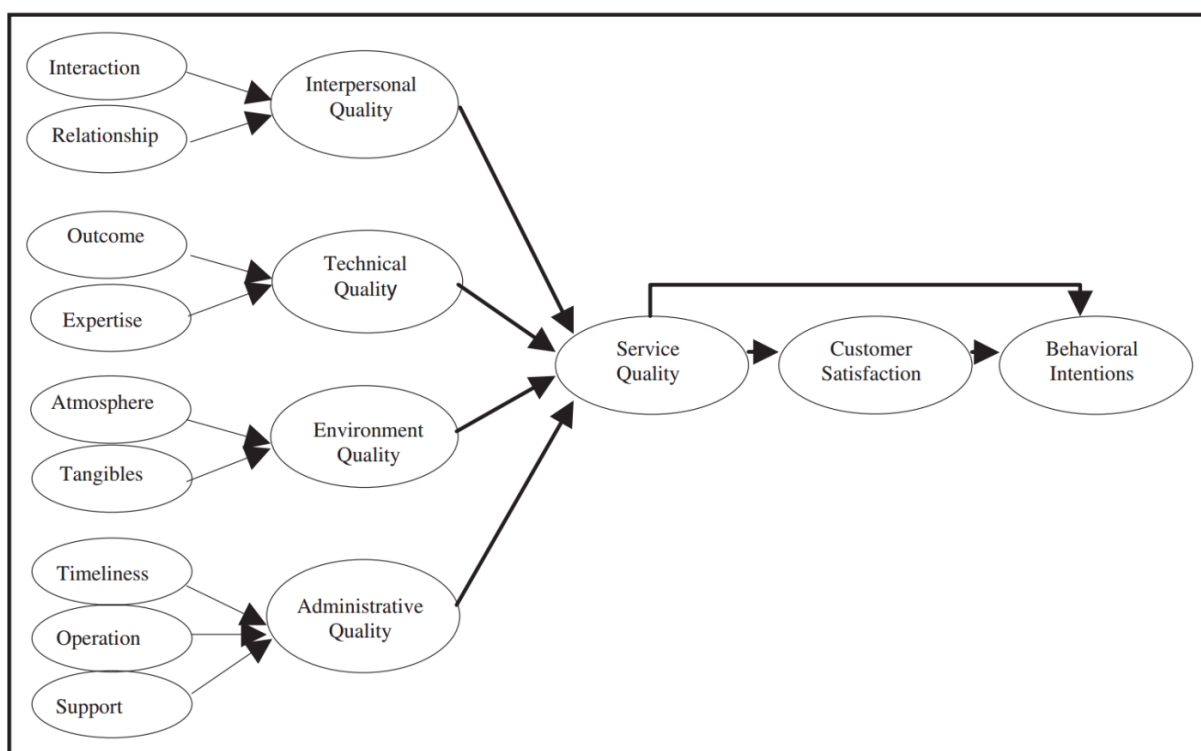 Interaction
Relationship
Interpersonal
Quality
Outcome
Expertise
Technical
Quality
Atmosphere
Tangibles
Environment
Quality
Timeliness
Operation
Support
Administrative
Quality
Service
Quality
Customer
Satisfaction
Behavioral
Intentions